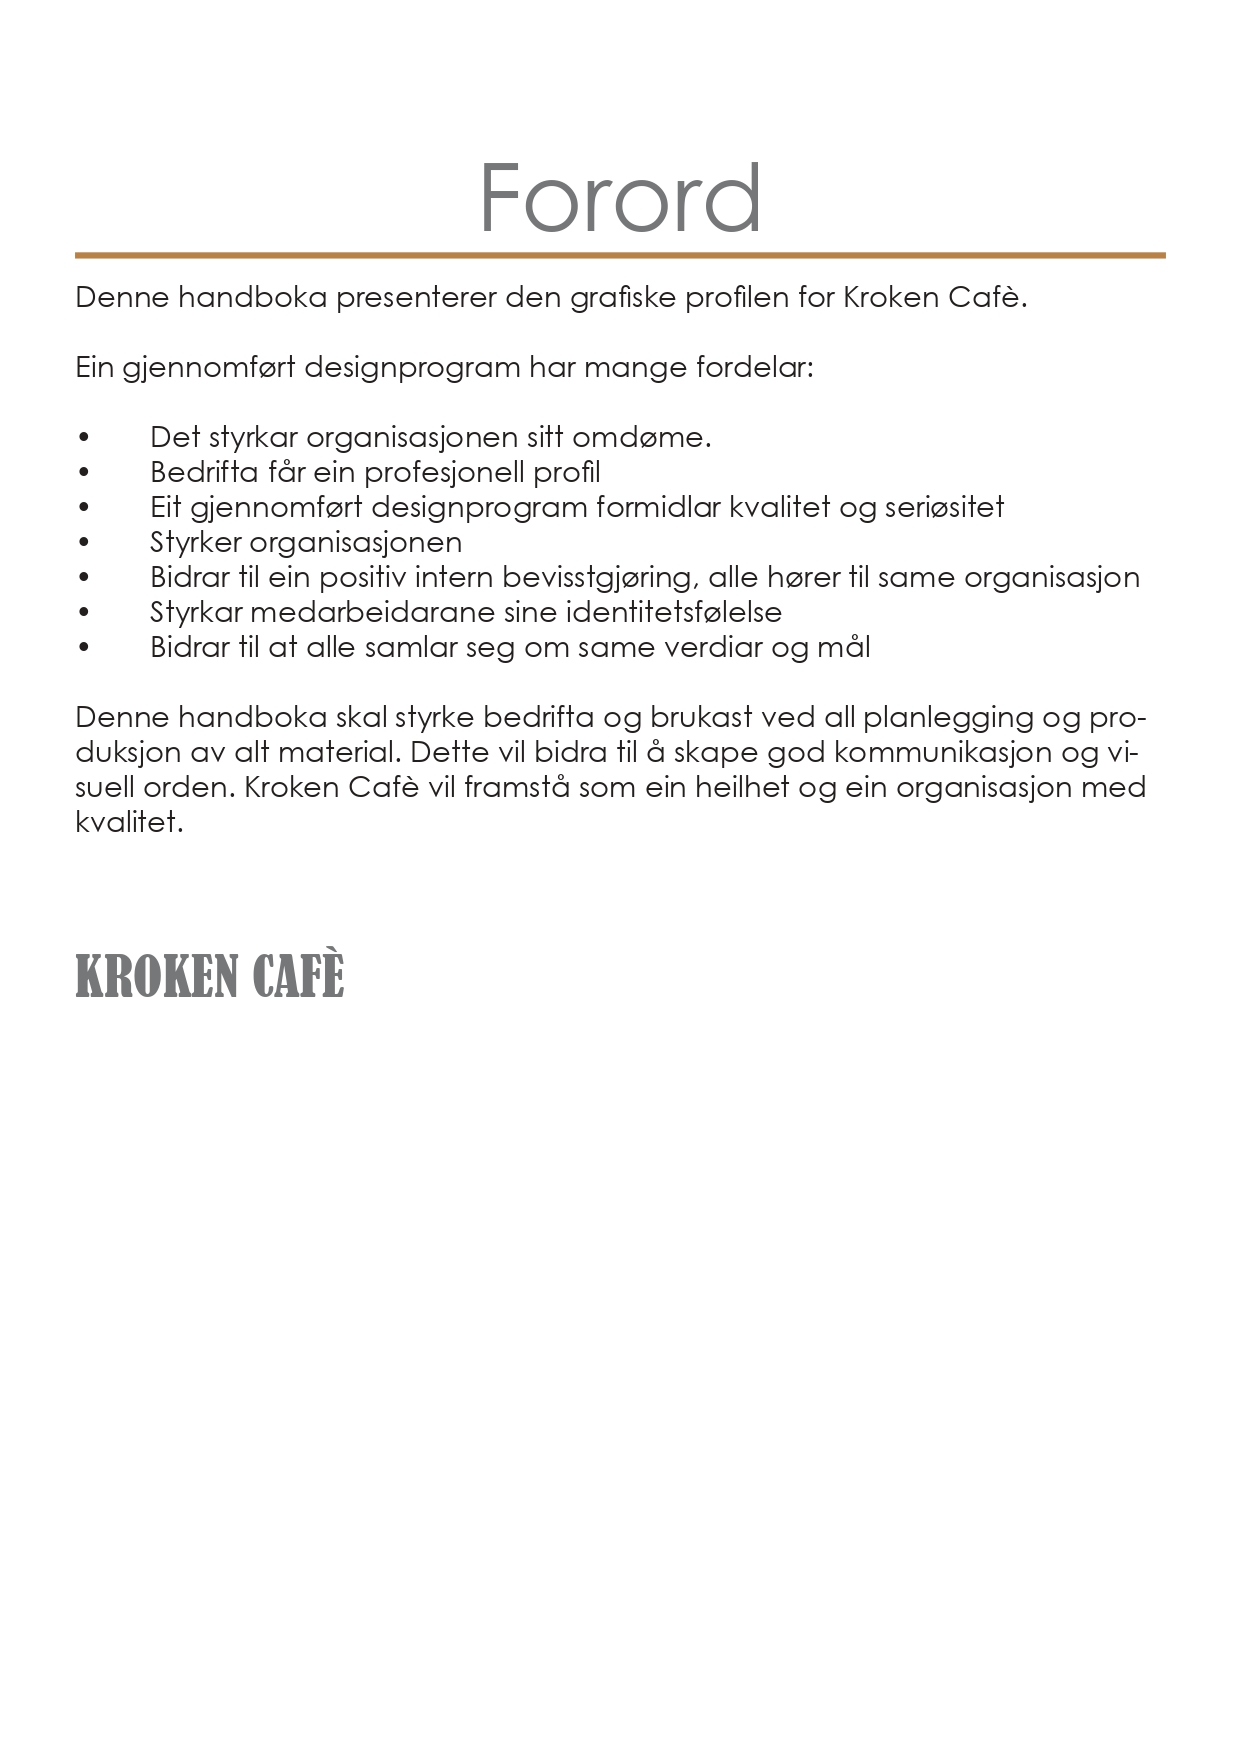 Forord
Denne handboka presenterer den grafiske profilen for Kroken Cafè.
Ein gjennomført designprogram har mange fordelar:
• Det styrkar organisasjonen sitt omdøme.
• Bedrifta får ein profesjonell profil
• Eit gjennomført designprogram formidlar kvalitet og seriøsitet
• Styrker organisasjonen
• Bidrar til ein positiv intern bevisstgjøring, alle hører til same organisasjon
• Styrkar medarbeidarane sine identitetsfølelse
• Bidrar til at alle samlar seg om same verdiar og mål
Denne handboka skal styrke bedrifta og brukast ved all planlegging og pro-
duksjon av alt material. Dette vil bidra til å skape god kommunikasjon og vi-
suell orden. Kroken Cafè vil framstå som ein heilhet og ein organisasjon med
kvalitet.
KROKEN CAFÈ